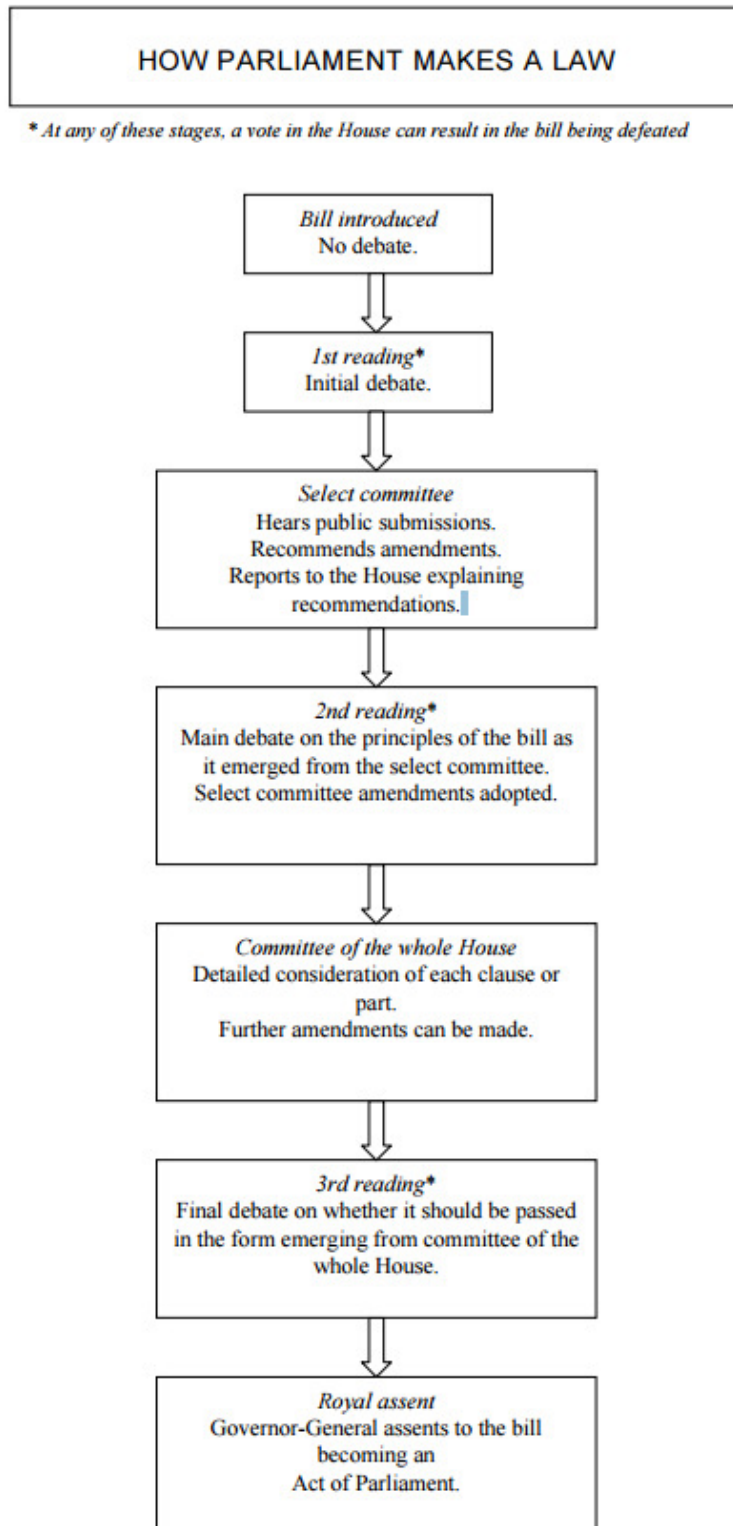 HOW PARLIAMENT MAKES A LAW
* At any of these stages, a vote in the House can result in the bill being defeated
Bill introduced
No debate.
1st reading*
Initial debate.
Select committee
Hears public submissions.
Recommends amendments.
Reports to the House explaining
recommendations.
2nd reading*
Main debate on the principles of the bill as
it emerged from the select committee.
Select committee amendments adopted.
Committee of the whole House
Detailed consideration of each clause or
part.
Further amendments can be made.
3rd reading*
Final debate on whether it should be passed
in the form emerging from committee of the
whole House.
Royal assent
Governor-General assents to the bill
becoming an
Act of Parliament.